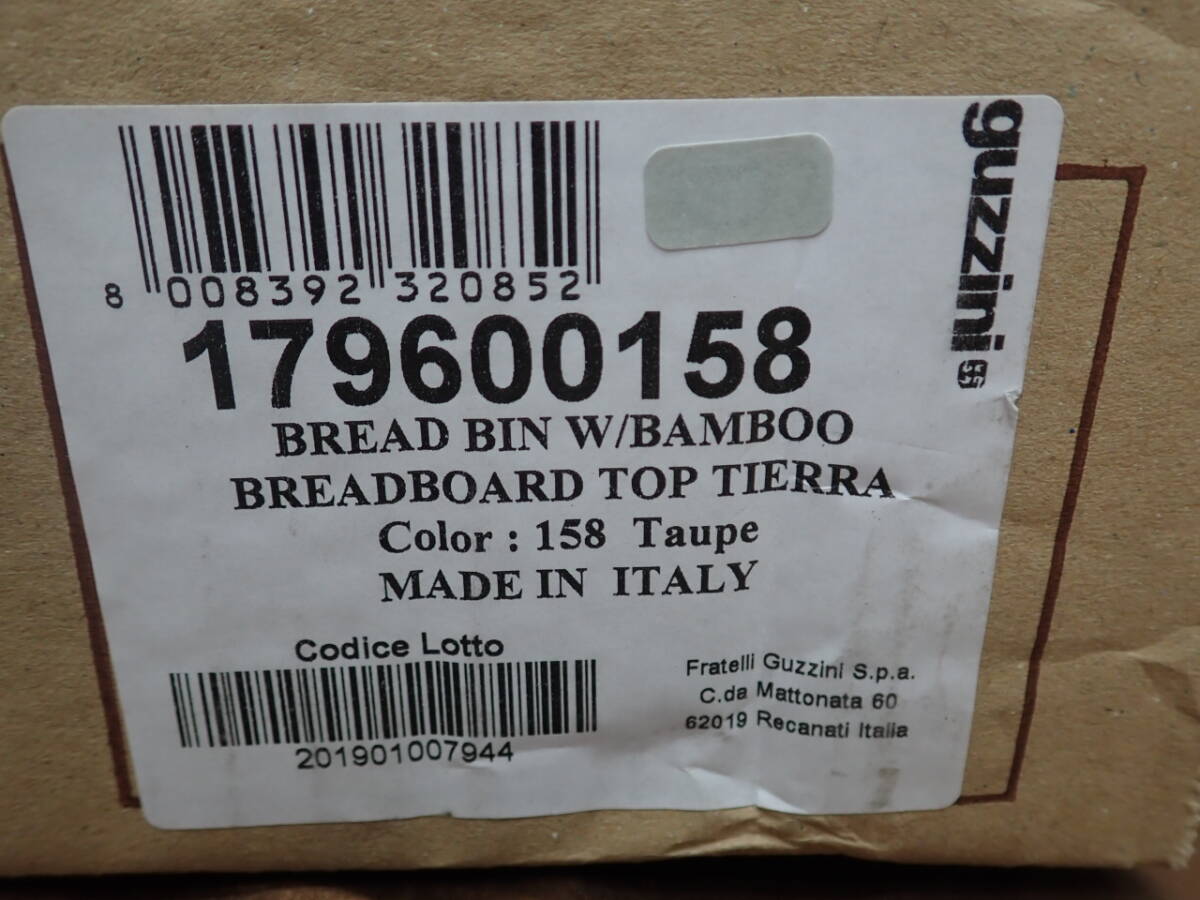 guzzini
8 008392 320852
179600158
BREAD BIN W/BAMBOO
BREADBOARD TOP TIERRA
Color : 158 Taupe
MADE IN ITALY
Codice Lotto
201901007944
Fratelli Guzzini S.p.a.
C.da Mattonata 60
62019 Recanati Italia